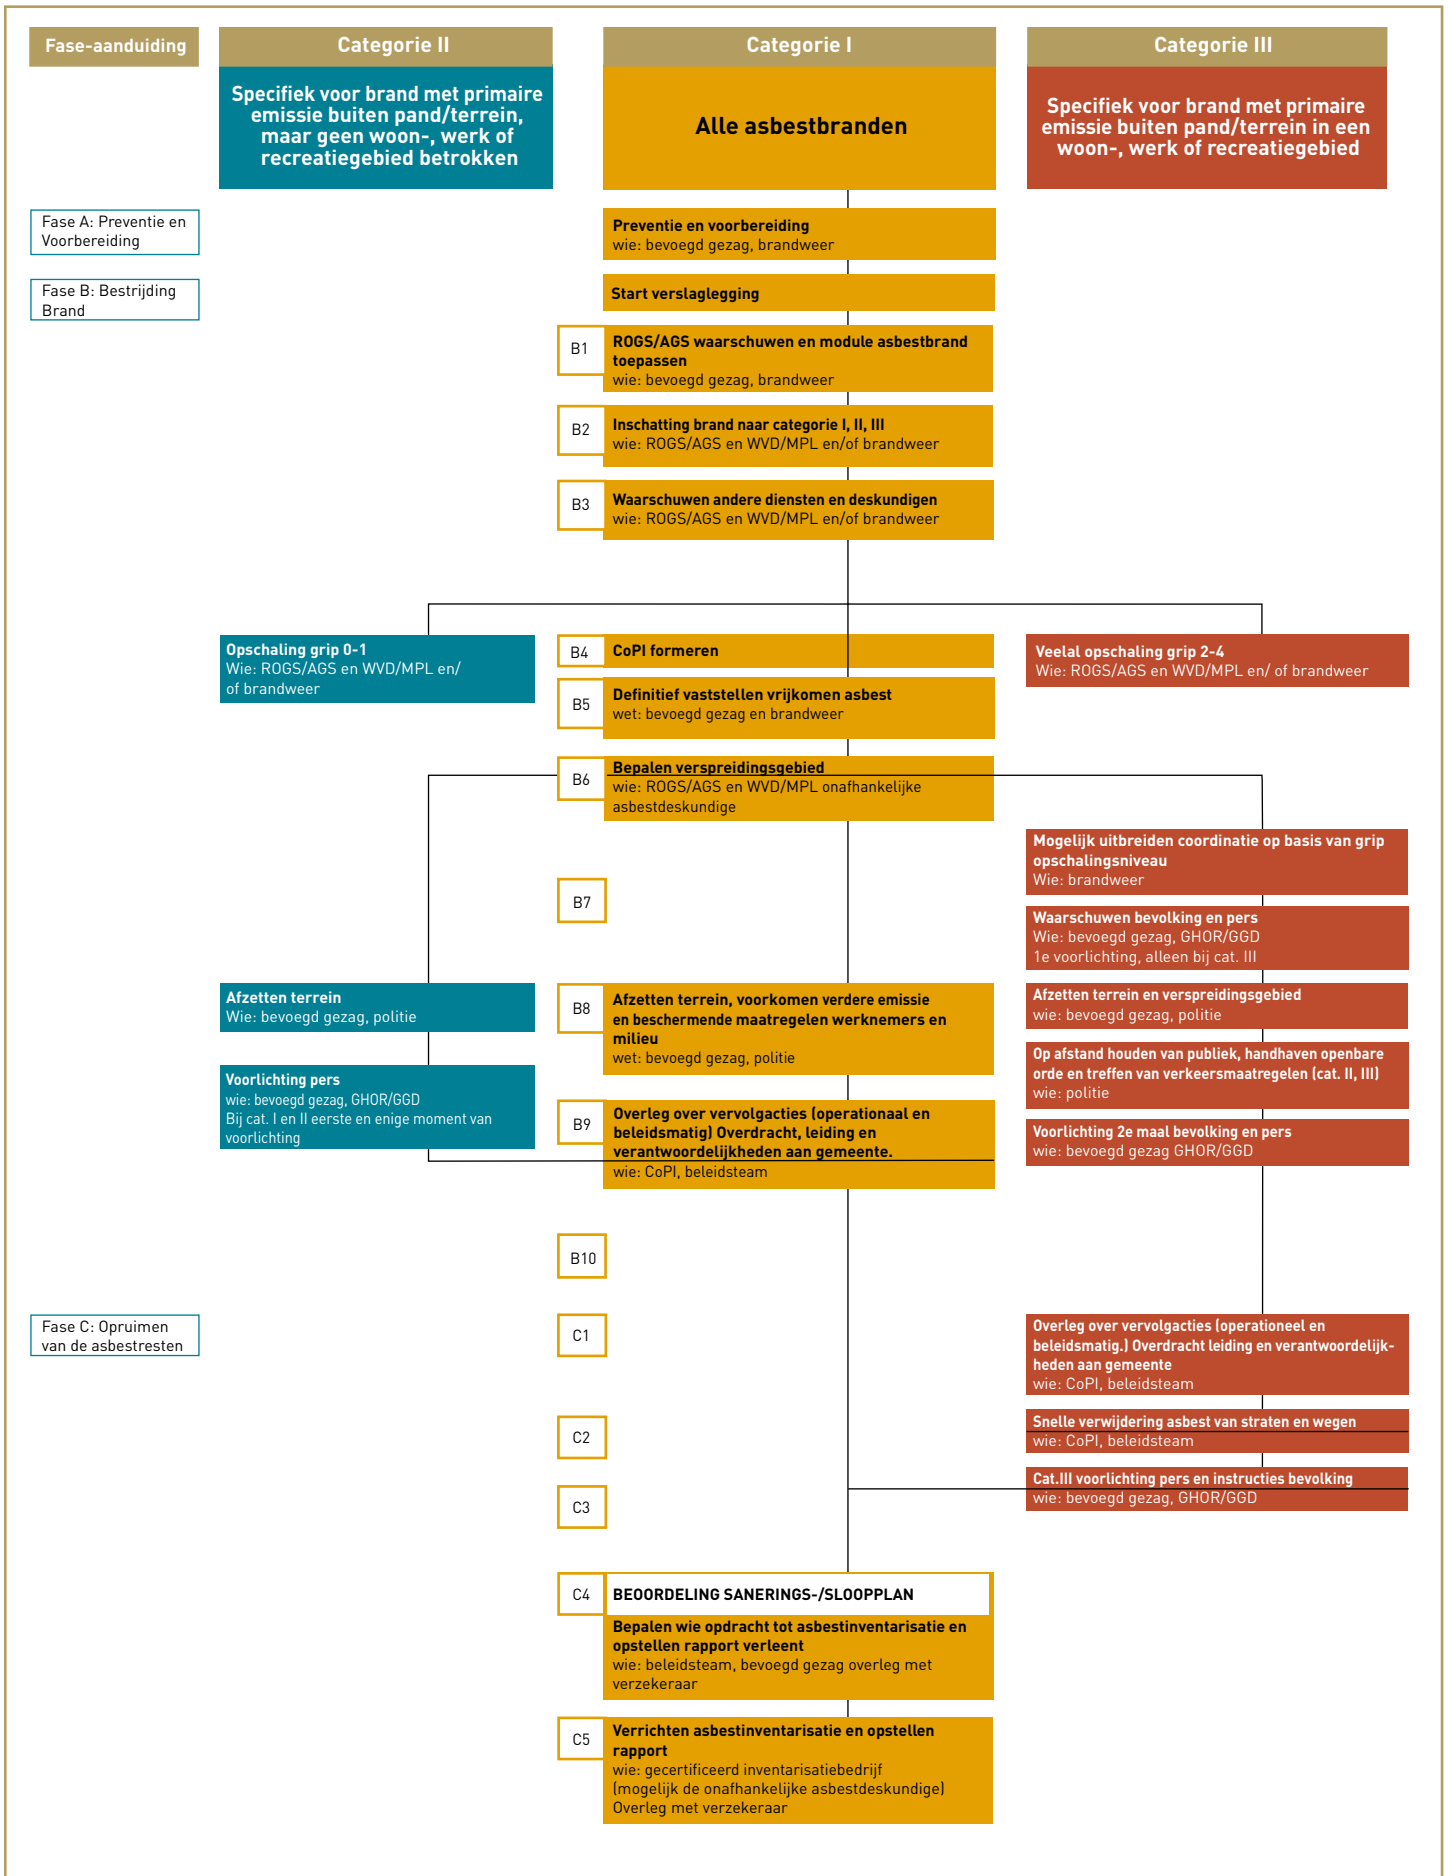 Fase-aanduiding
Categorie II
Categorie I
Categorie III
Specifiek voor brand met primaire
emissie buiten pand/terrein,
maar geen woon-, werk of
recreatiegebied betrokken
Alle asbestbranden
Specifiek voor brand met primaire
emissie buiten pand/terrein in een
woon-, werk of recreatiegebied
Fase A: Preventie en
Voorbereiding
Preventie en voorbereiding
wie: bevoegd gezag, brandweer
Fase B: Bestrijding
Brand
Start verslaglegging
B1
ROGS/AGS waarschuwen en module asbestbrand
toepassen
wie: bevoegd gezag, brandweer
B2
Inschatting brand naar categorie I, II, III
wie: ROGS/AGS en WVD/MPL en/of brandweer
B3
Waarschuwen andere diensten en deskundigen
wie: ROGS/AGS en WVD/MPL en/of brandweer
Opschaling grip 0-1
Wie: ROGS/AGS en WVD/MPL en/
of brandweer
B4
CoPI formeren
Veelal opschaling grip 2-4
Wie: ROGS/AGS en WVD/MPL en/ of brandweer
B5
Definitief vaststellen vrijkomen asbest
wet: bevoegd gezag en brandweer
B6
Bepalen verspreidingsgebied
wie: ROGS/AGS en WVD/MPL onafhankelijke
asbestdeskundige
Mogelijk uitbreiden coordinatie op basis van grip
opschalingsniveau
Wie: brandweer
B7
Waarschuwen bevolking en pers
Wie: bevoegd gezag, GHOR/GGD
1e voorlichting, alleen bij cat. III
Afzetten terrein
Wie: bevoegd gezag, politie
B8
Afzetten terrein, voorkomen verdere emissie
en beschermende maatregelen werknemers en
milieu
wet: bevoegd gezag, politie
Afzetten terrein en verspreidingsgebied
wie: bevoegd gezag, politie
Op afstand houden van publiek, handhaven openbare
orde en treffen van verkeersmaatregelen (cat. II, III)
wie: politie
Voorlichting pers
wie: bevoegd gezag, GHOR/GGD
Bij cat. I en II eerste en enige moment van
voorlichting
B9
Overleg over vervolgacties (operationaal en
beleidsmatig) Overdracht, leiding en
verantwoordelijkheden aan gemeente.
wie: CoPI, beleidsteam
Voorlichting 2e maal bevolking en pers
wie: bevoegd gezag GHOR/GGD
B10
Fase C: Opruimen
van de asbestresten
C1
Overleg over vervolgacties (operationeel en
beleidsmatig.) Overdracht leiding en verantwoordelijk-
heden aan gemeente
wie: CoPI, beleidsteam
C2
Snelle verwijdering asbest van straten en wegen
wie: CoPI, beleidsteam
C3
Cat.III voorlichting pers en instructies bevolking
wie: bevoegd gezag, GHOR/GGD
C4
BEOORDELING SANERINGS-/SLOOPPLAN
Bepalen wie opdracht tot asbestinventarisatie en
opstellen rapport verleent
wie: beleidsteam, bevoegd gezag overleg met
verzekeraar
C5
Verrichten asbestinventarisatie en opstellen
rapport
wie: gecertificeerd inventarisatiebedrijf
(mogelijk de onafhankelijke asbestdeskundige)
Overleg met verzekeraar